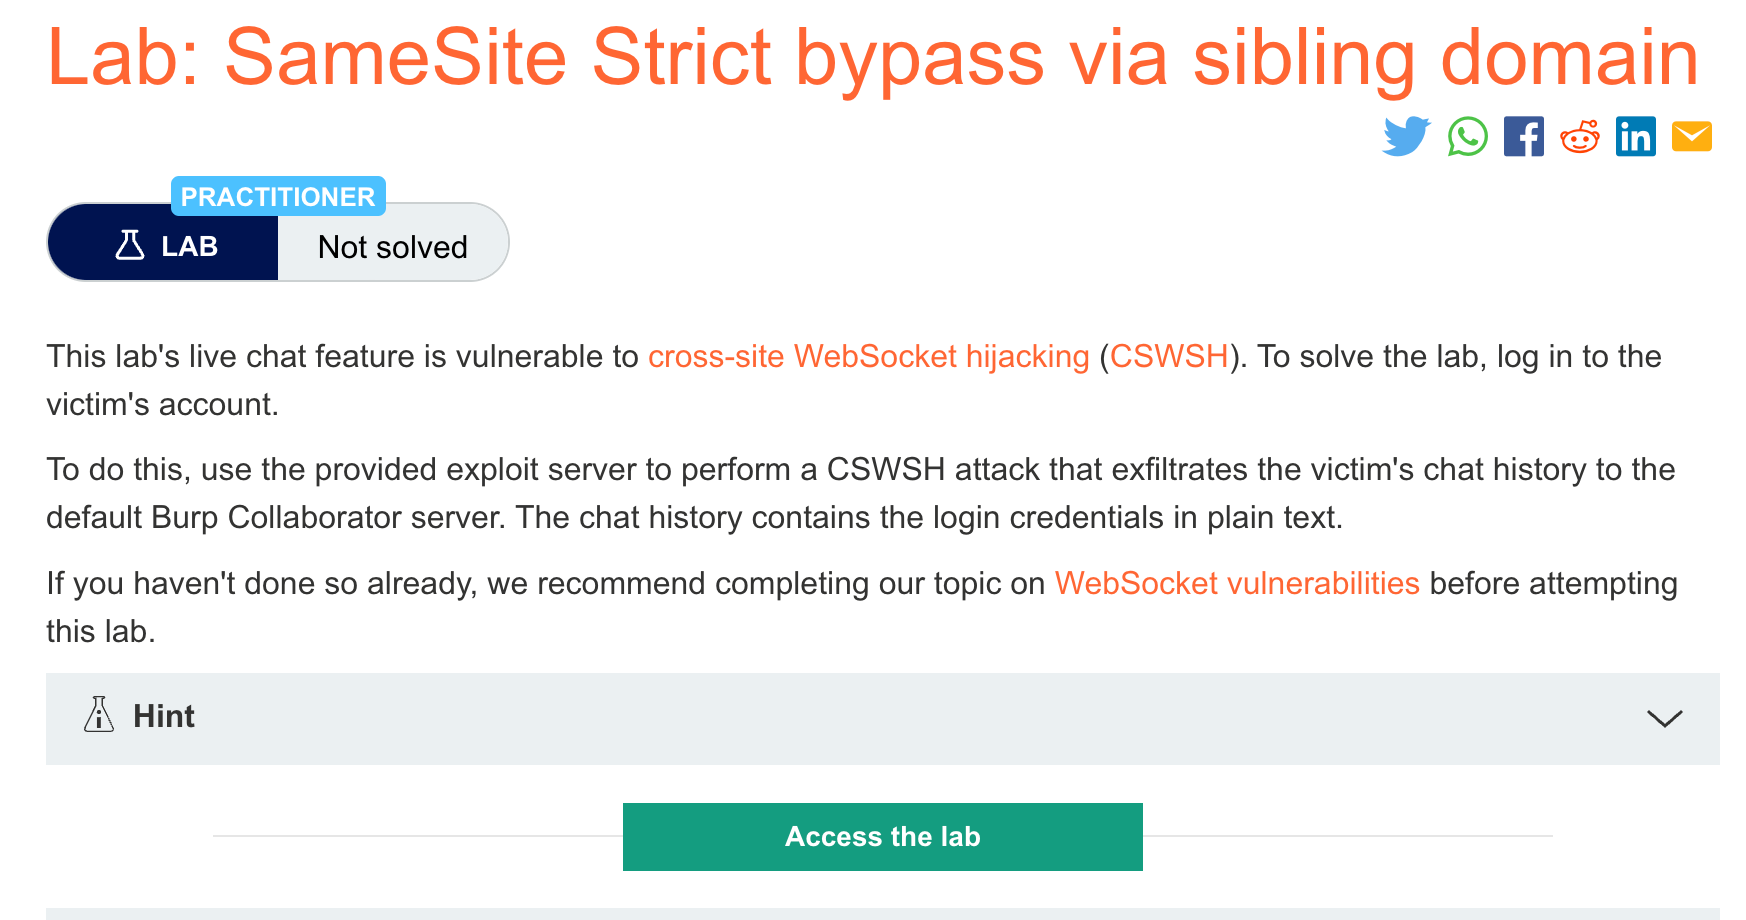 Lab: SameSite Strict bypass via sibling domain
PRACTITIONER
LAB
Not solved
This lab's live chat feature is vulnerable to cross-site WebSocket hijacking (CSWSH). To solve the lab, log in to the
victim's account.
To do this, use the provided exploit server to perform a CSWSH attack that exfiltrates the victim's chat history to the
default Burp Collaborator server. The chat history contains the login credentials in plain text.
If you haven't done so already, we recommend completing our topic on WebSocket vulnerabilities before attempting
this lab.
Hint
Access the lab